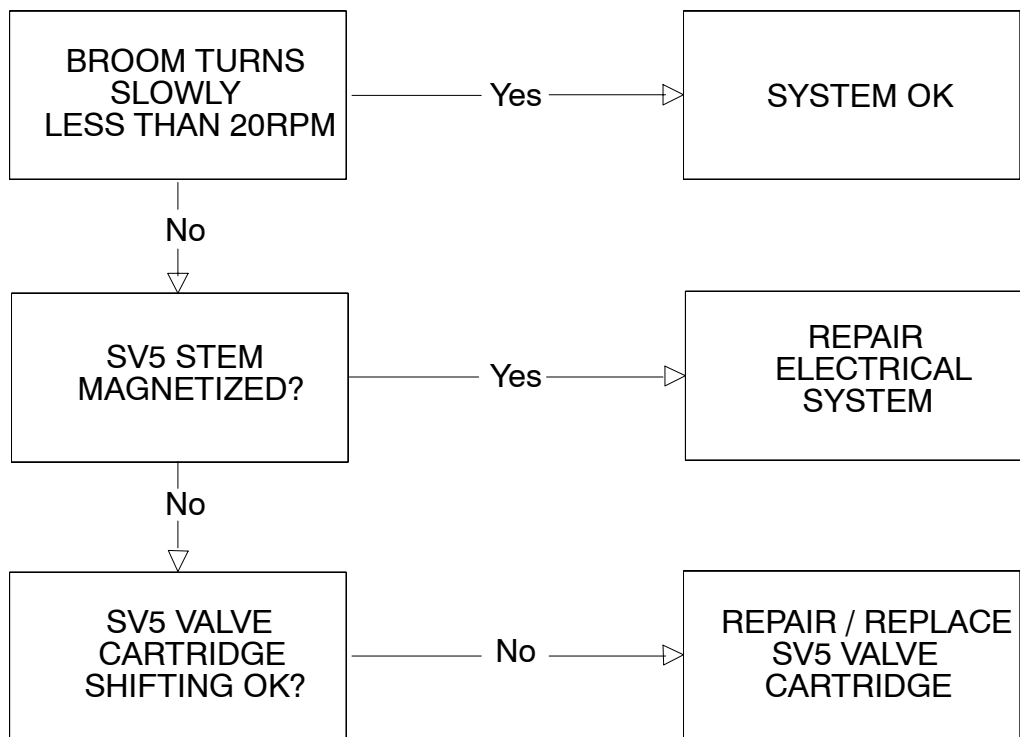 BROOM TURNS
SLOWLY
LESS THAN 20RPM
Yes
SYSTEM OK
No
SV5 STEM
MAGNETIZED?
Yes
REPAIR
ELECTRICAL
SYSTEM
No
SV5 VALVE
CARTRIDGE
SHIFTING OK?
No
REPAIR / REPLACE
SV5 VALVE
CARTRIDGE